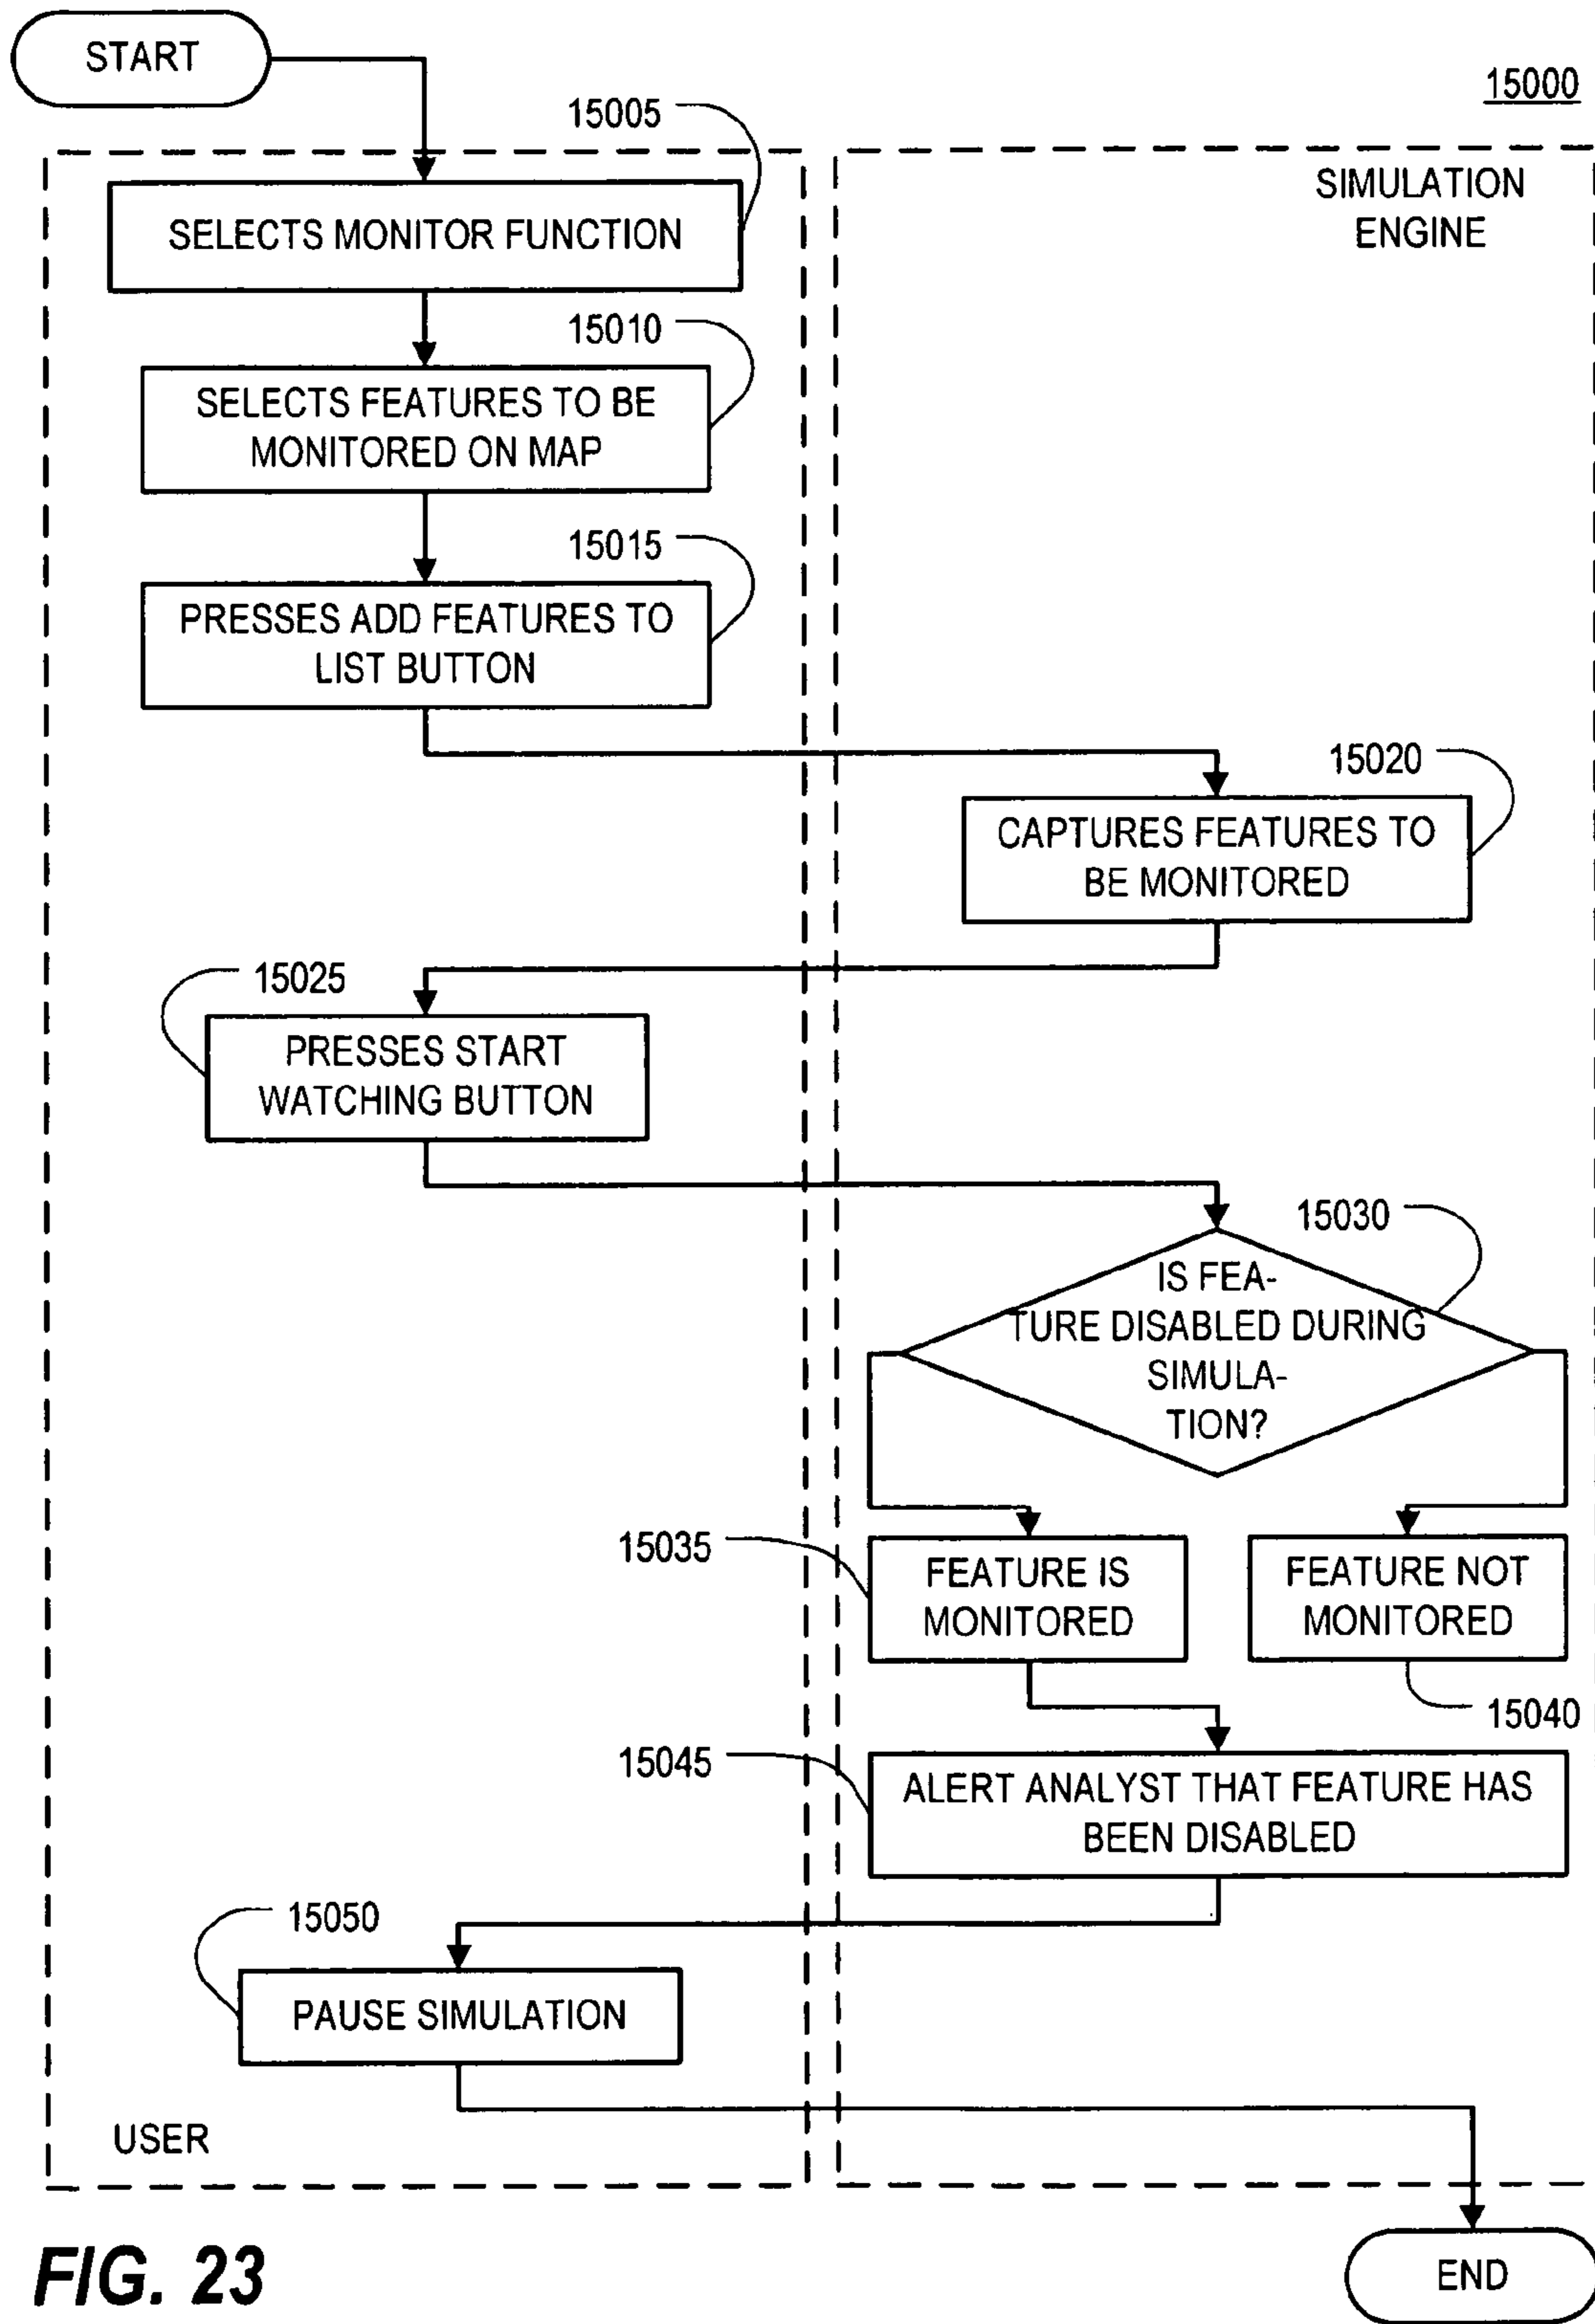 START
15000
15005
SIMULATION
ENGINE
SELECTS MONITOR FUNCTION
15010
SELECTS FEATURES TO BE
MONITORED ON MAP
15015
PRESSES ADD FEATURES TO
LIST BUTTON
15020
CAPTURES FEATURES TO
BE MONITORED
15025
PRESSES START
WATCHING BUTTON
15030
IS FEA-
TURE DISABLED DURING
SIMULA-
TION?
15035
FEATURE IS
MONITORED
FEATURE NOT
MONITORED
15040
15045
ALERT ANALYST THAT FEATURE HAS
BEEN DISABLED
15050
PAUSE SIMULATION
USER
END
FIG. 23